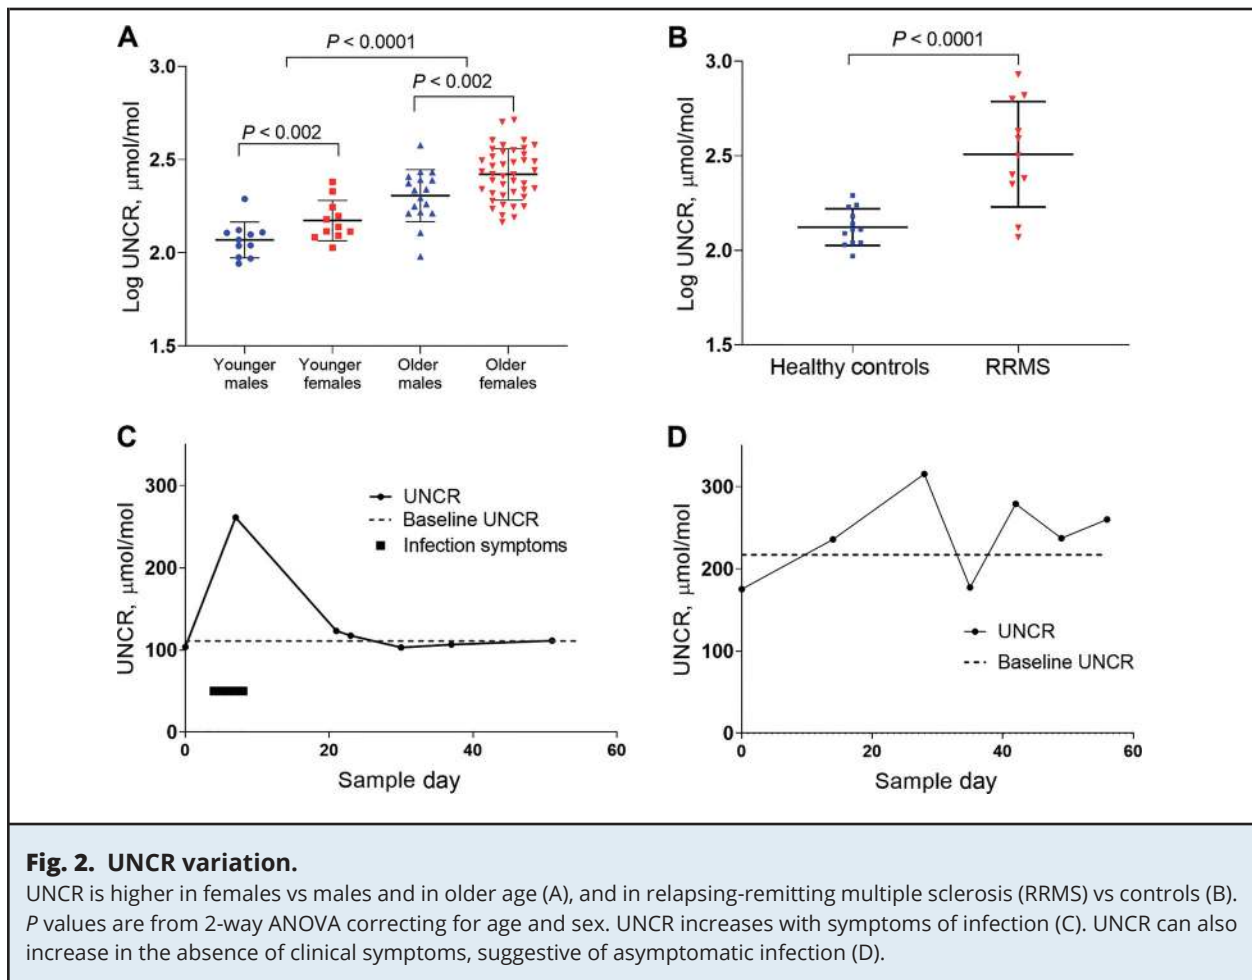 A
P < 0.0001
P < 0.002
P < 0.002
Log UNCR, μmol/mol
3.0
2.5
2.0
1.5
Younger males
Younger females
Older males
Older females
B
P < 0.0001
Log UNCR, μmol/mol
3.0
2.5
2.0
1.5
Healthy controls
RRMS
C
UNCR, μmol/mol
300
200
100
0
UNCR
Baseline UNCR
Infection symptoms
0
20
40
60
Sample day
D
UNCR, μmol/mol
300
200
100
0
UNCR
Baseline UNCR
0
20
40
60
Sample day
Fig. 2. UNCR variation.
UNCR is higher in females vs males and in older age (A), and in relapsing-remitting multiple sclerosis (RRMS) vs controls (B).
P values are from 2-way ANOVA correcting for age and sex. UNCR increases with symptoms of infection (C). UNCR can also
increase in the absence of clinical symptoms, suggestive of asymptomatic infection (D).